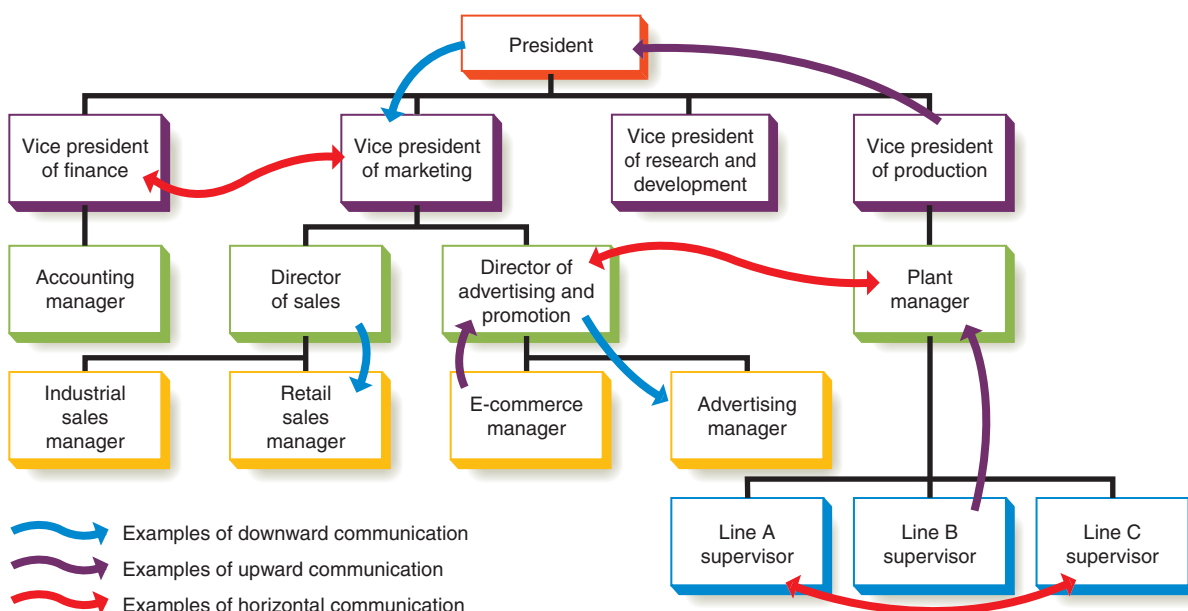 President
Vice president
of finance
Vice president
of marketing
Vice president
of research and
development
Vice president
of production
Accounting
manager
Director
of sales
Director of
advertising and
promotion
Plant
manager
Industrial
sales
manager
Retail
sales
manager
E-commerce
manager
Advertising
manager
Line A
supervisor
Line B
supervisor
Line C
supervisor
Examples of downward communication
Examples of upward communication
Examples of horizontal communication